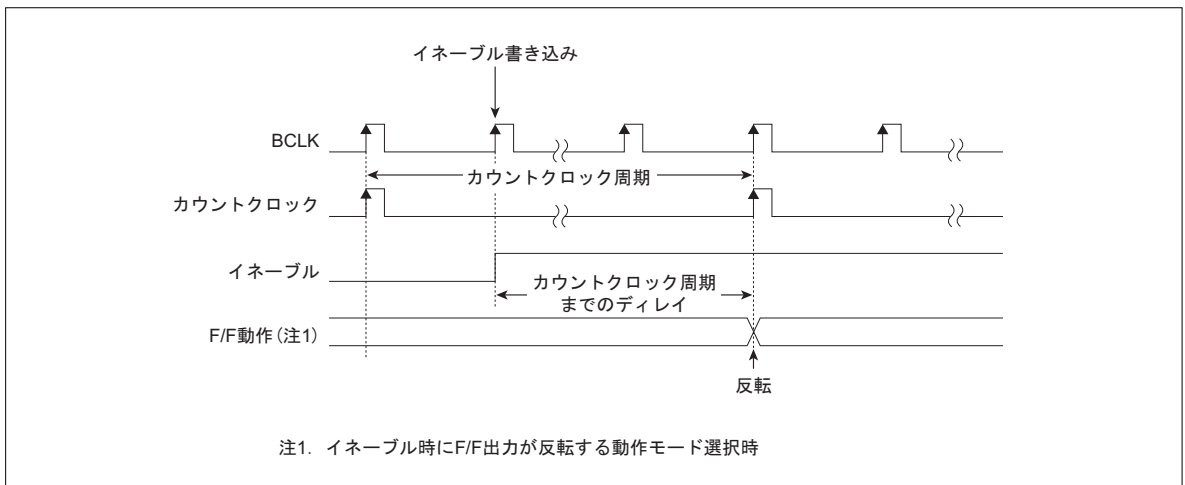 イネーブル書き込み
BCLK
カウントクロック周期
カウントクロック
イネーブル
カウントクロック周期
までのディレイ
F/F動作(注1)
反転
注1. イネーブル時にF/F出力が反転する動作モード選択時